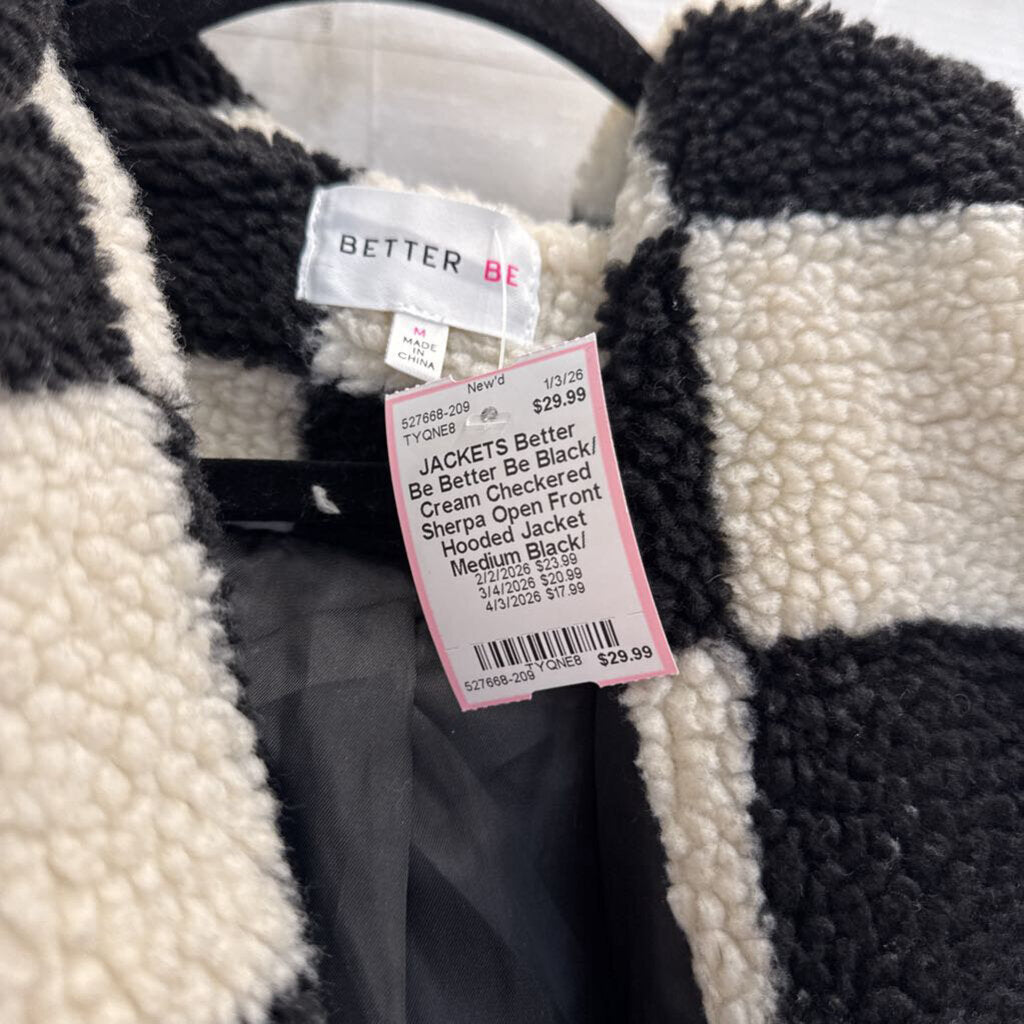 BETTER BE
M
MADE
IN
CHINA
New'd
527668-209 1/3/26
TYQNE8 $29.99
JACKETS Better
Be Better Be Black/
Cream Checkered
Sherpa Open Front
Hooded Jacket
Medium Black/
2/2/2026 $23.99
3/4/2026 $20.99
4/3/2026 $17.99
TYQNE8 $29.99
527668-209